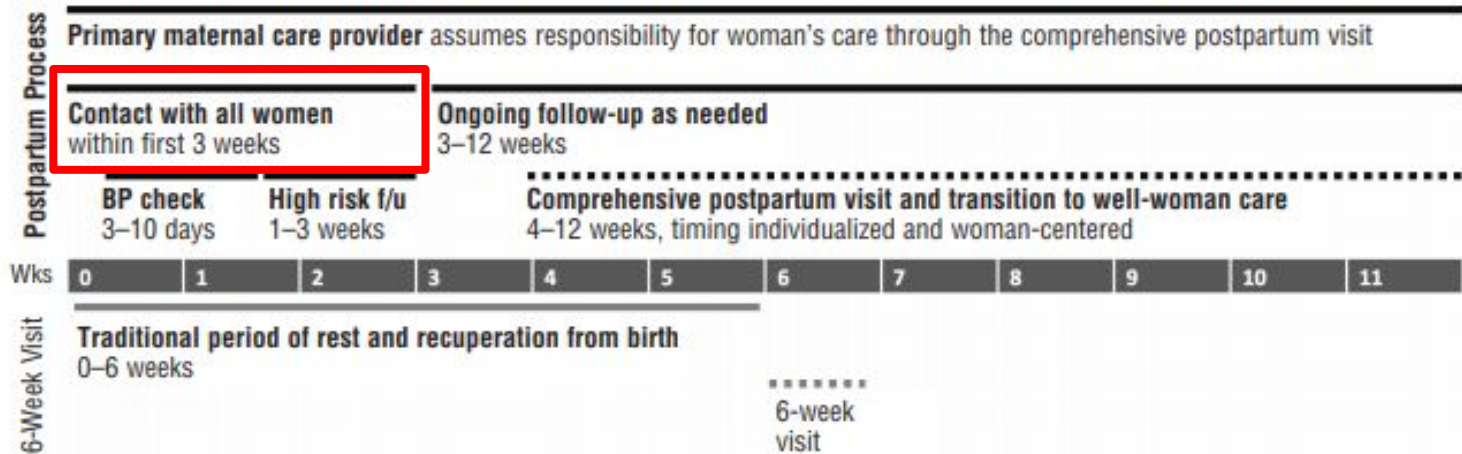 Postpartum Process
Primary maternal care provider assumes responsibility for woman's care through the comprehensive postpartum visit
Contact with all women
within first 3 weeks
Ongoing follow-up as needed
3–12 weeks
BP check
3–10 days
High risk f/u
1–3 weeks
Comprehensive postpartum visit and transition to well-woman care
4–12 weeks, timing individualized and woman-centered
Wks 0 1 2 3 4 5 6 7 8 9 10 11
6-Week Visit
Traditional period of rest and recuperation from birth
0–6 weeks
6-week
visit